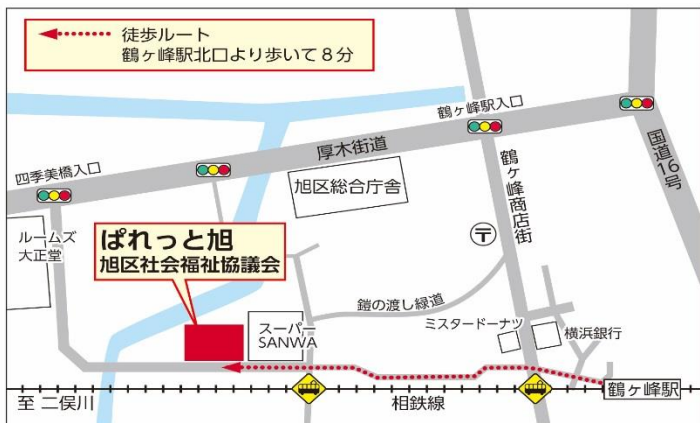 徒歩ルート
鶴ヶ峰駅北口より歩いて8分
鶴ヶ峰駅入口
厚木街道
国道16号
四季美橋入口
旭区総合庁舎
鶴ヶ峰商店街
ルームズ
大正堂
ぱれっと旭
旭区社会福祉協議会
〒
鎧の渡し緑道
スーパー
SANWA
ミスタードーナツ
横浜銀行
至 二俣川
相鉄線
鶴ヶ峰駅